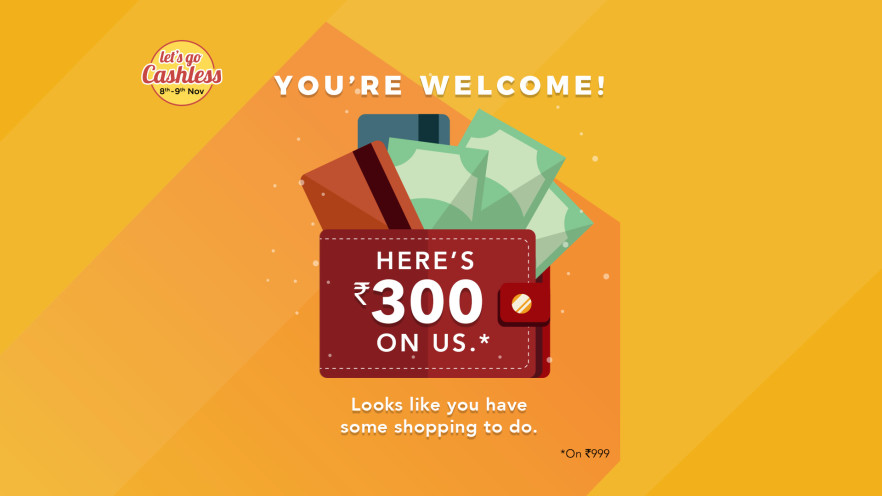 let's go
Cashless
8th-9th Nov
YOU'RE WELCOME!
HERE'S
₹300
ON US.*
Looks like you have
some shopping to do.
*On ₹999